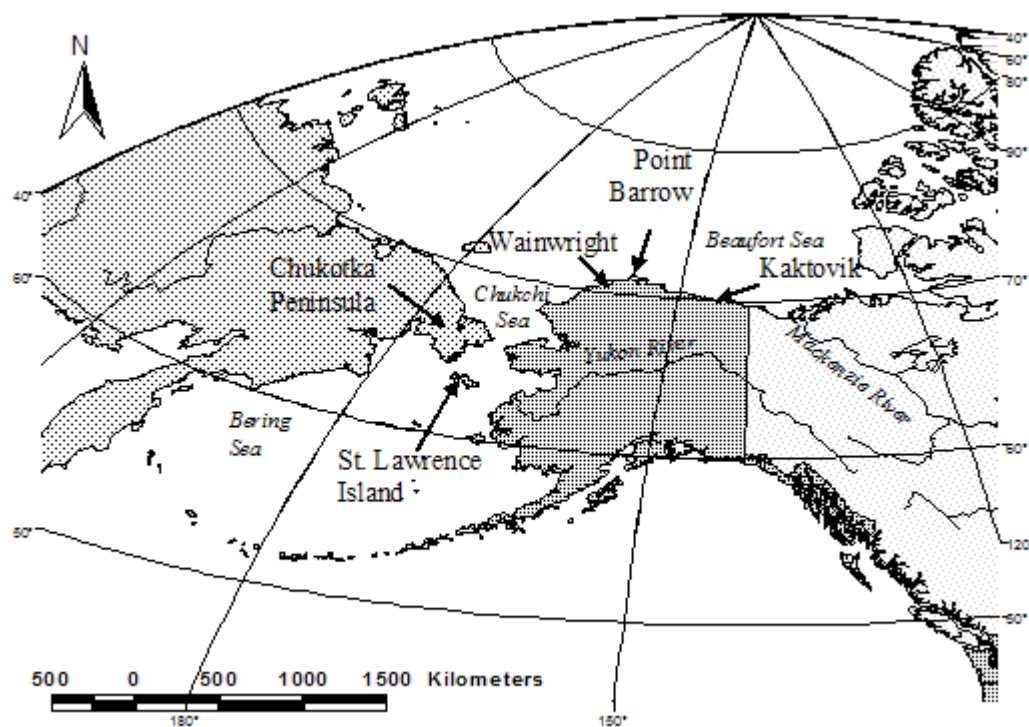 N
40°
60°
80°
90°
Point
Barrow
40°
Wainwright
Beaufort Sea
Kaktovik
Chukotka
Peninsula
Chukchi
Sea
60°
70°
Yukon River
Mackenzie River
Bering
Sea
St. Lawrence
Island
60°
50°
120
50°
500 0 500 1000 1500 Kilometers
180°
150°